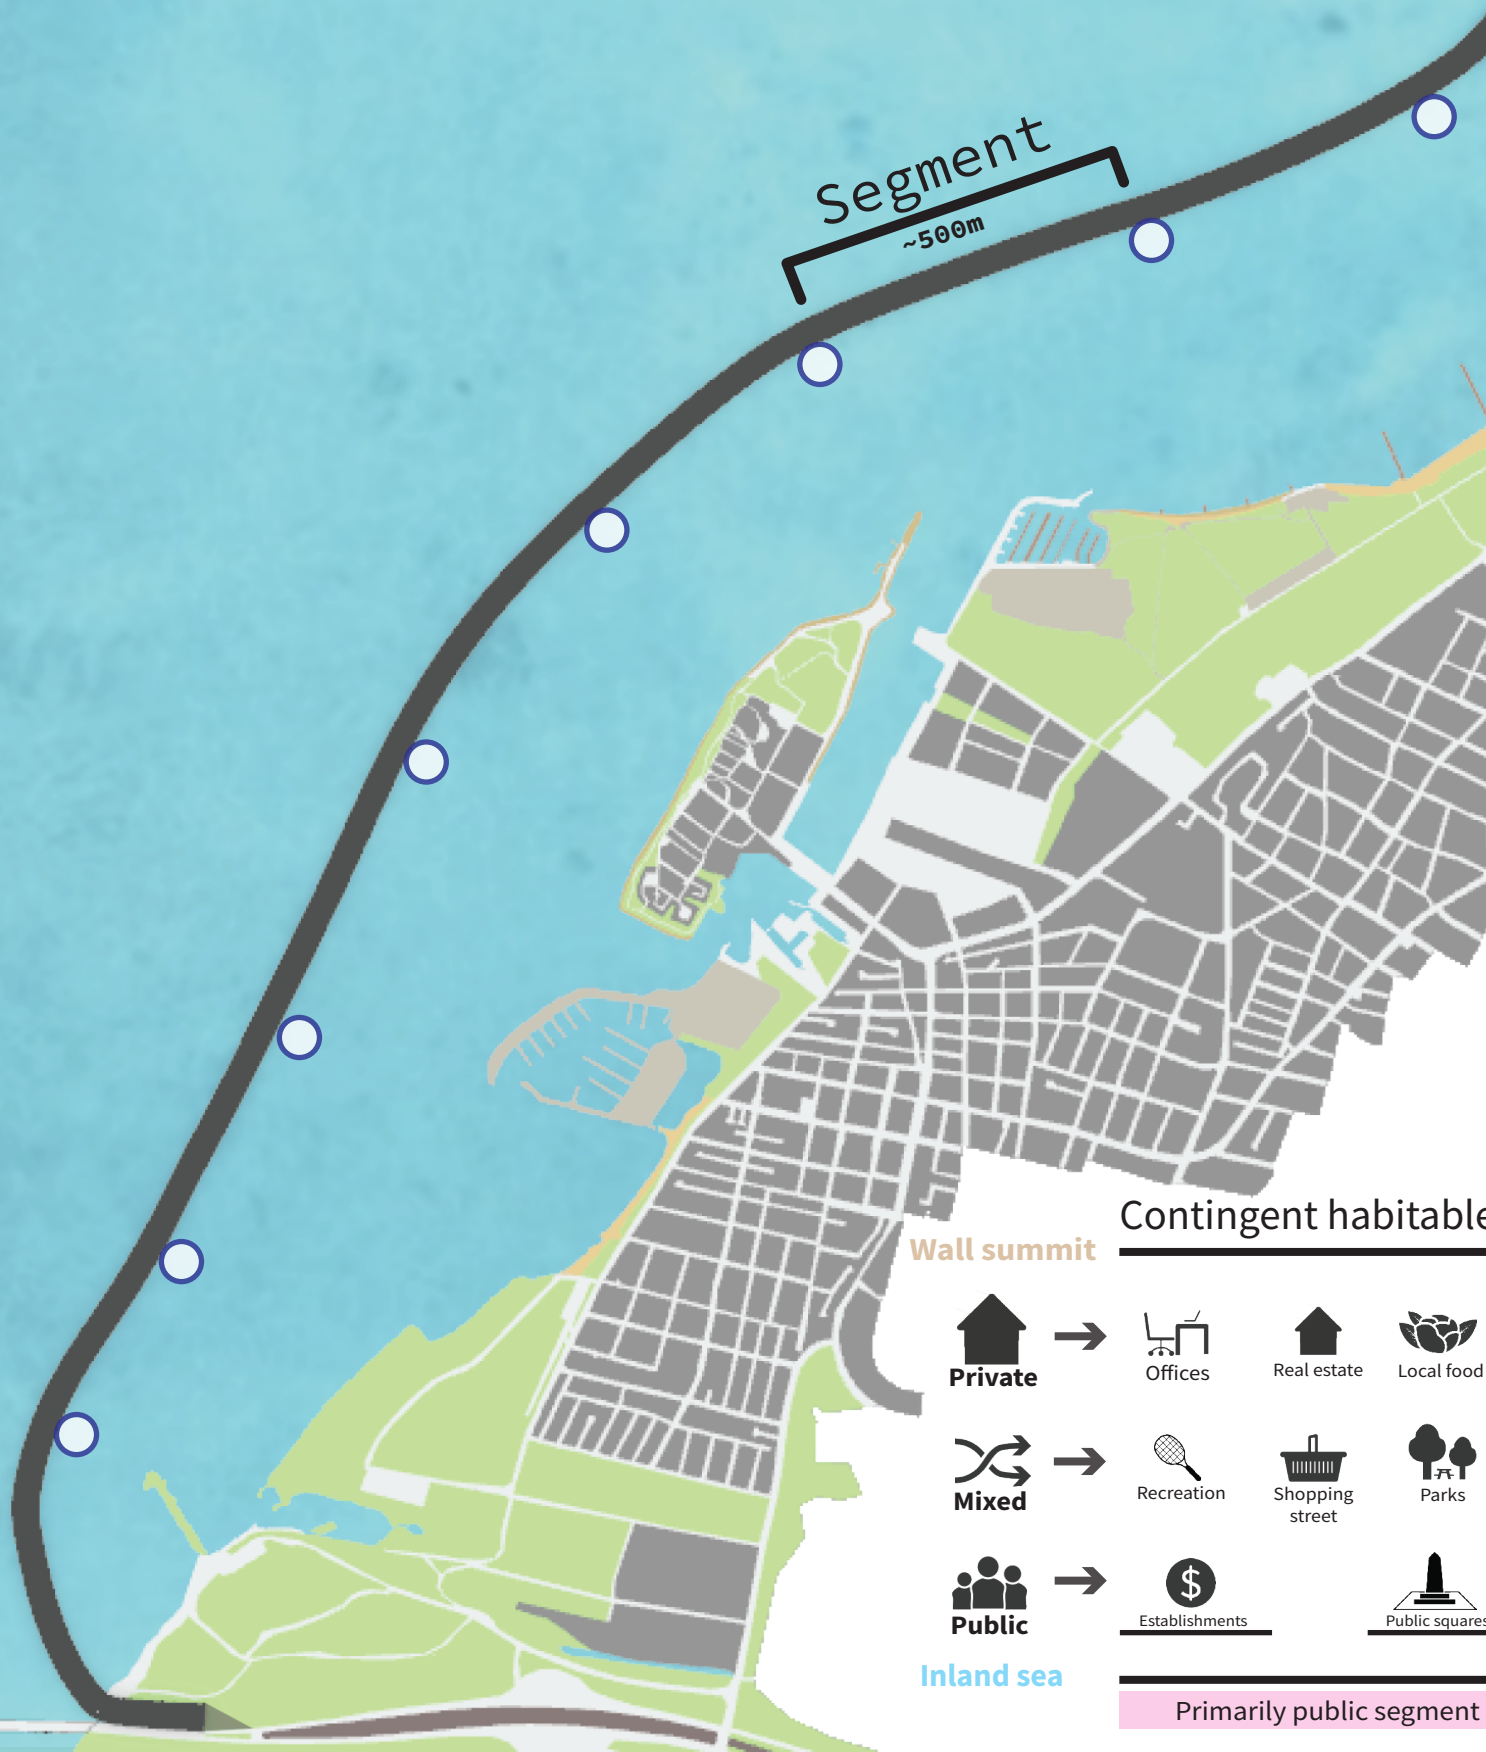 Segment
~500m
Contingent habitable
Wall summit
Private
Offices
Real estate
Local food
Mixed
Recreation
Shopping
street
Parks
Public
Establishments
Public squares
Inland sea
Primarily public segment